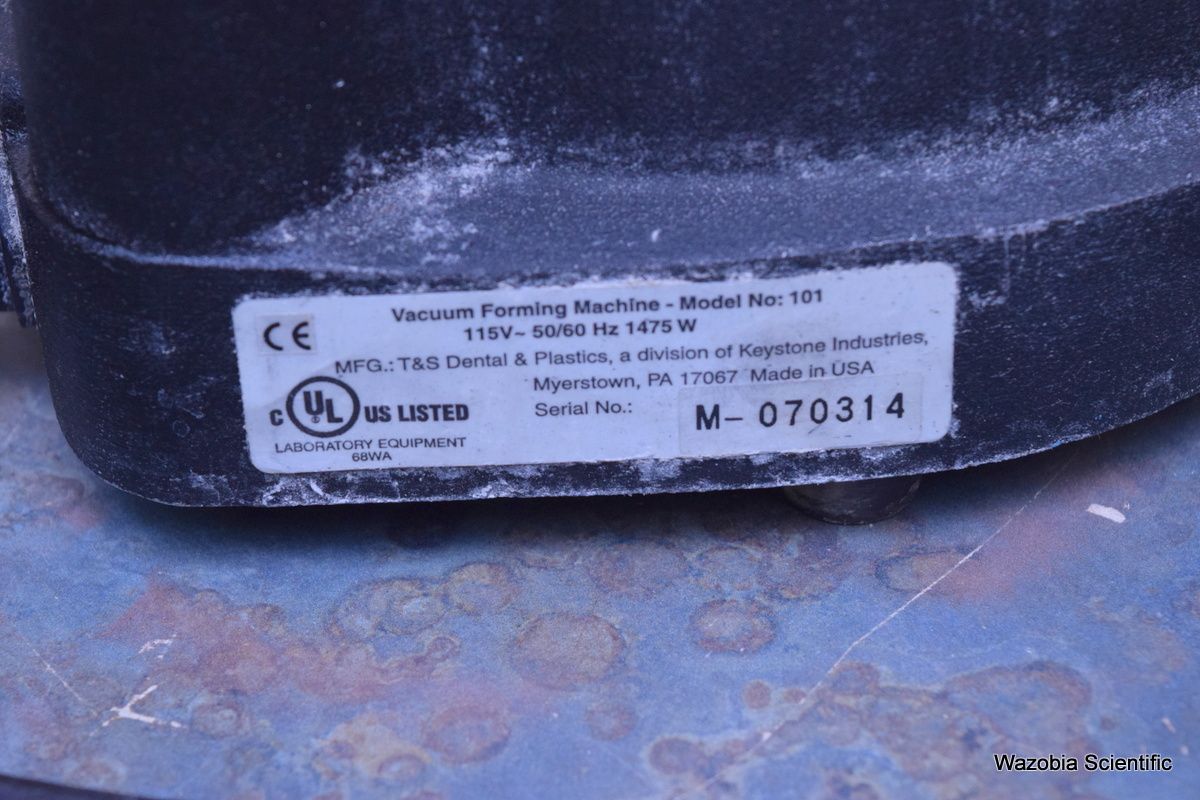 Vacuum Forming Machine - Model No: 101
CE
115V~ 50/60 Hz 1475 W
MFG.: T&S Dental & Plastics, a division of Keystone Industries,
Myerstown, PA 17067 Made in USA
C UL ® US LISTED
LABORATORY EQUIPMENT
68WA
Serial No.: M-070314
Wazobia Scientific